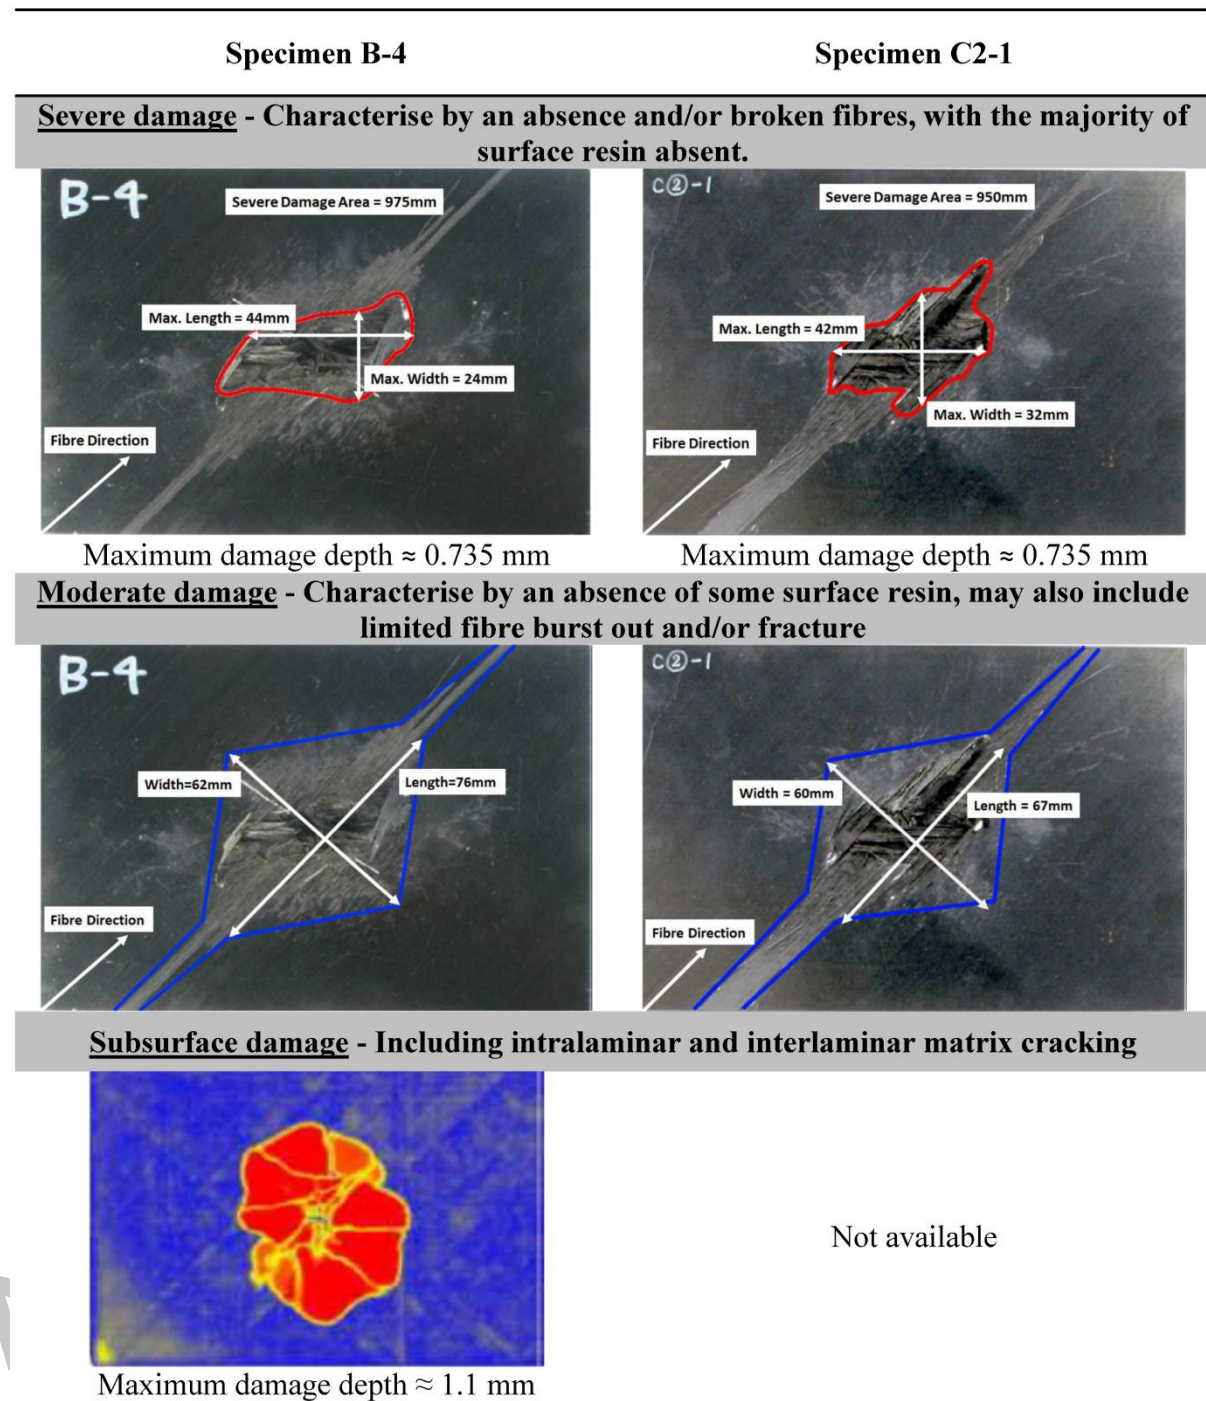 Specimen B-4
Specimen C2-1
Severe damage - Characterise by an absence and/or broken fibres, with the majority of
surface resin absent.
B-4
Severe Damage Area = 975mm
Max. Length = 44mm
Max. Width = 24mm
Fibre Direction
C②-1
Severe Damage Area = 950mm
Max. Length = 42mm
Max. Width = 32mm
Fibre Direction
Maximum damage depth ≈ 0.735 mm
Maximum damage depth ≈ 0.735 mm
Moderate damage - Characterise by an absence of some surface resin, may also include
limited fibre burst out and/or fracture
B-4
Width=62mm
Length=76mm
Fibre Direction
C②-1
Width = 60mm
Length = 67mm
Fibre Direction
Subsurface damage - Including intralaminar and interlaminar matrix cracking
Not available
Maximum damage depth ≈ 1.1 mm